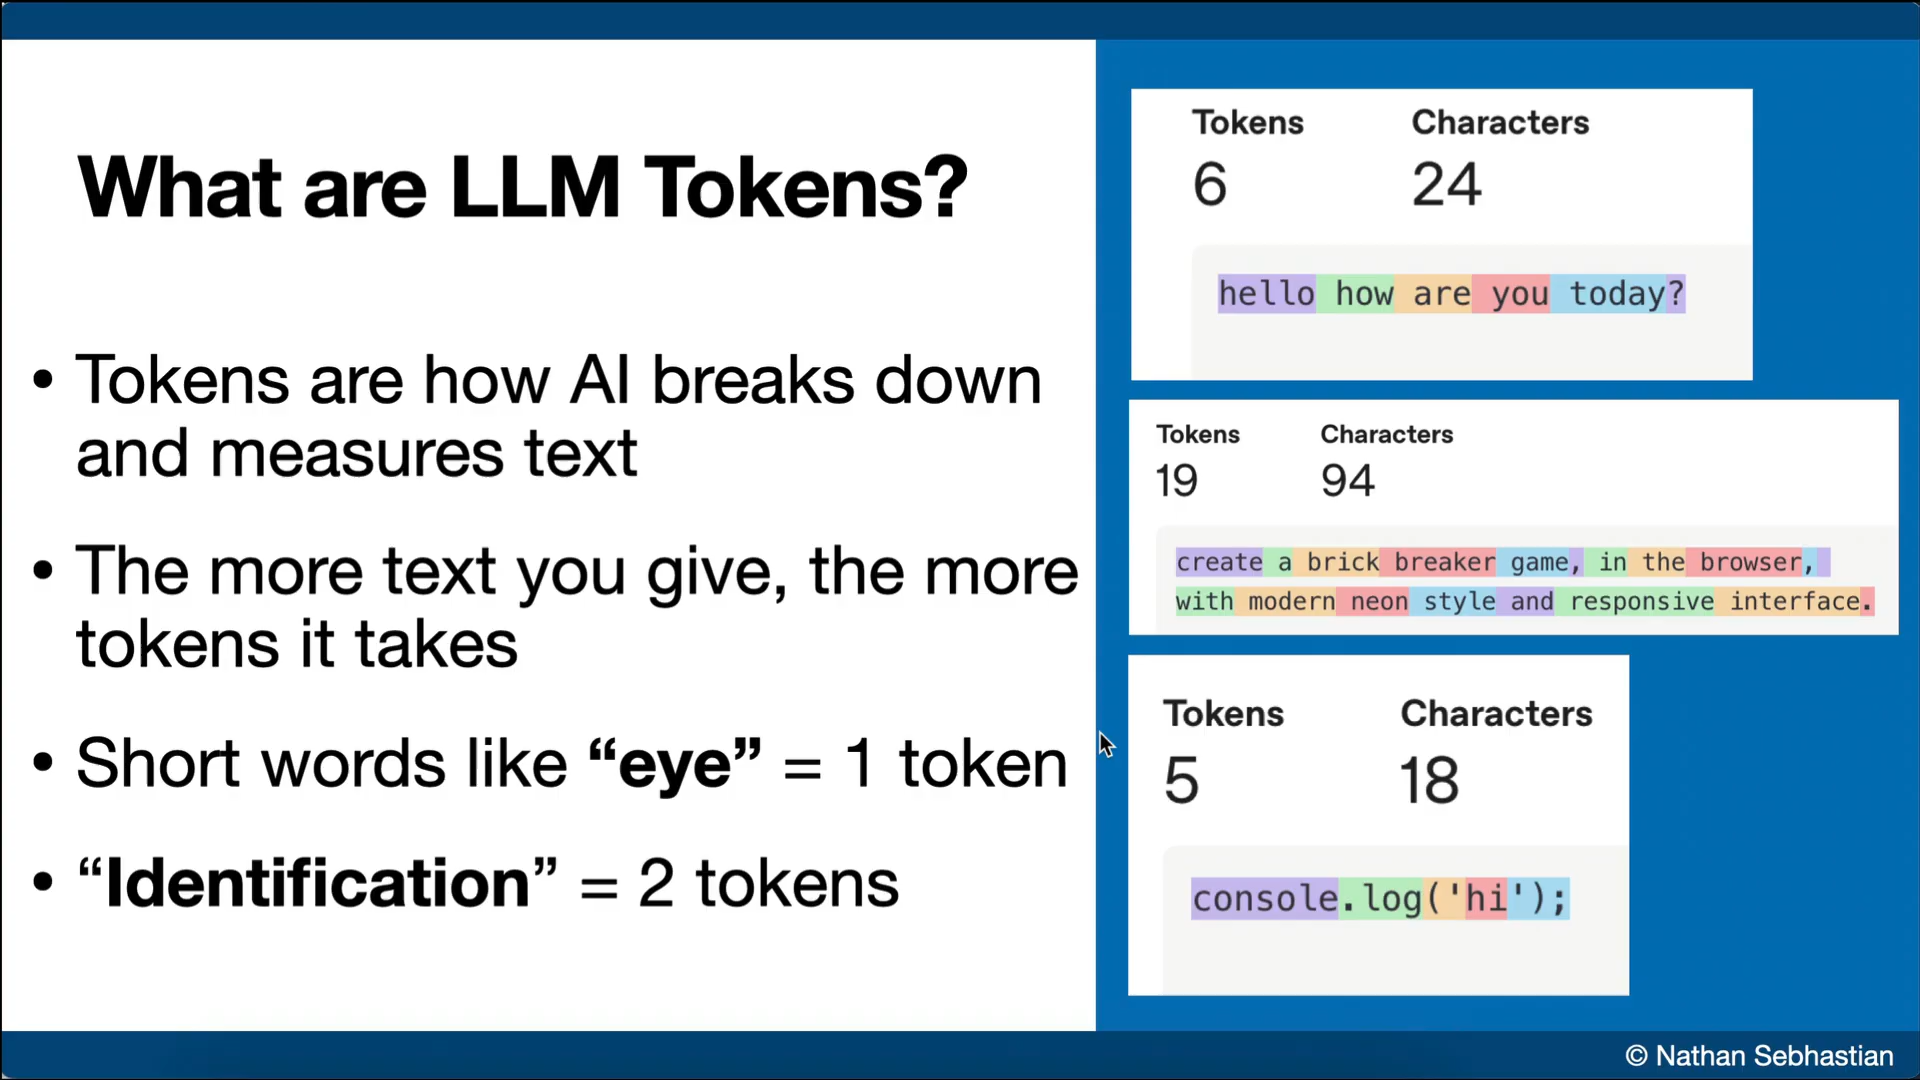 What are LLM Tokens?
• Tokens are how AI breaks down
and measures text
• The more text you give, the more
tokens it takes
• Short words like “eye” = 1 token
• “Identification” = 2 tokens
Tokens Characters
6 24
hello how are you today?
Tokens Characters
19 94
create a brick breaker game, in the browser,
with modern neon style and responsive interface.
Tokens Characters
5 18
console.log('hi');
© Nathan Sebhastian